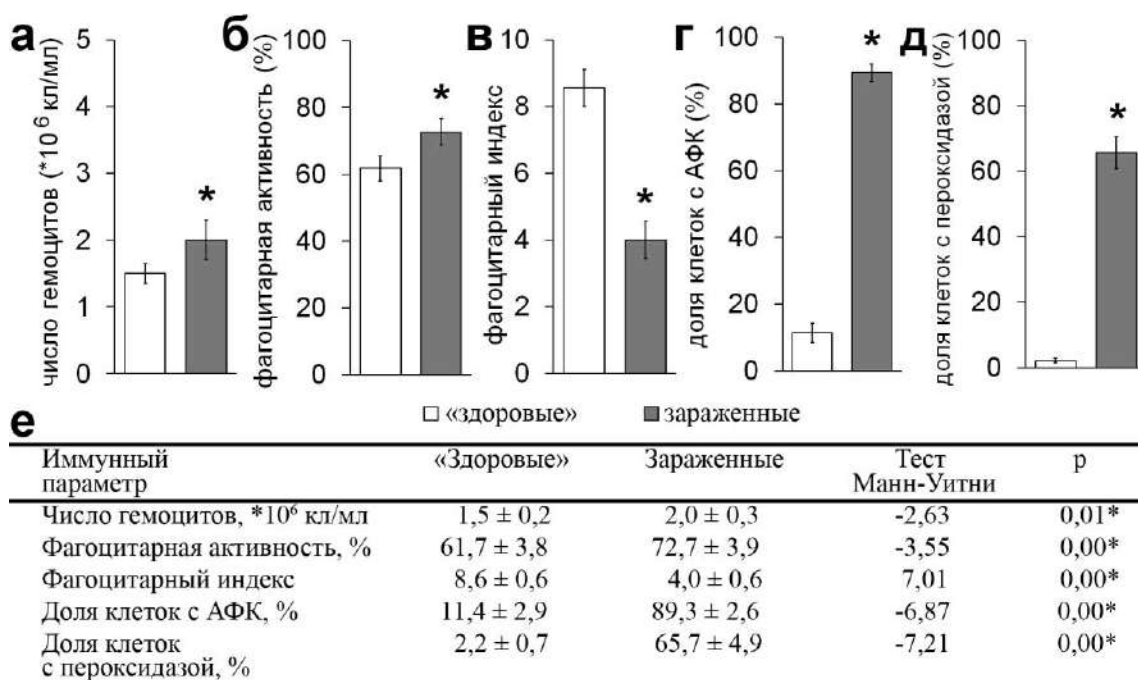 а
число гемоцитов (*10⁶ кл/мл)
5
4
3
2
1
0
*
б
фагоцитарная активность (%)
100
80
60
40
20
0
*
в
фагоцитарный индекс
10
8
6
4
2
0
*
г
доля клеток с АФК (%)
100
80
60
40
20
0
*
д
доля клеток с пероксидазой (%)
100
80
60
40
20
0
*
«здоровые» зараженные
е
Иммунный параметр «Здоровые» Зараженные Тест Манн-Уитни p
Число гемоцитов, *10⁶ кл/мл 1,5 ± 0,2 2,0 ± 0,3 -2,63 0,01*
Фагоцитарная активность, % 61,7 ± 3,8 72,7 ± 3,9 -3,55 0,00*
Фагоцитарный индекс 8,6 ± 0,6 4,0 ± 0,6 7,01 0,00*
Доля клеток с АФК, % 11,4 ± 2,9 89,3 ± 2,6 -6,87 0,00*
Доля клеток 2,2 ± 0,7 65,7 ± 4,9 -7,21 0,00*
с пероксидазой, %